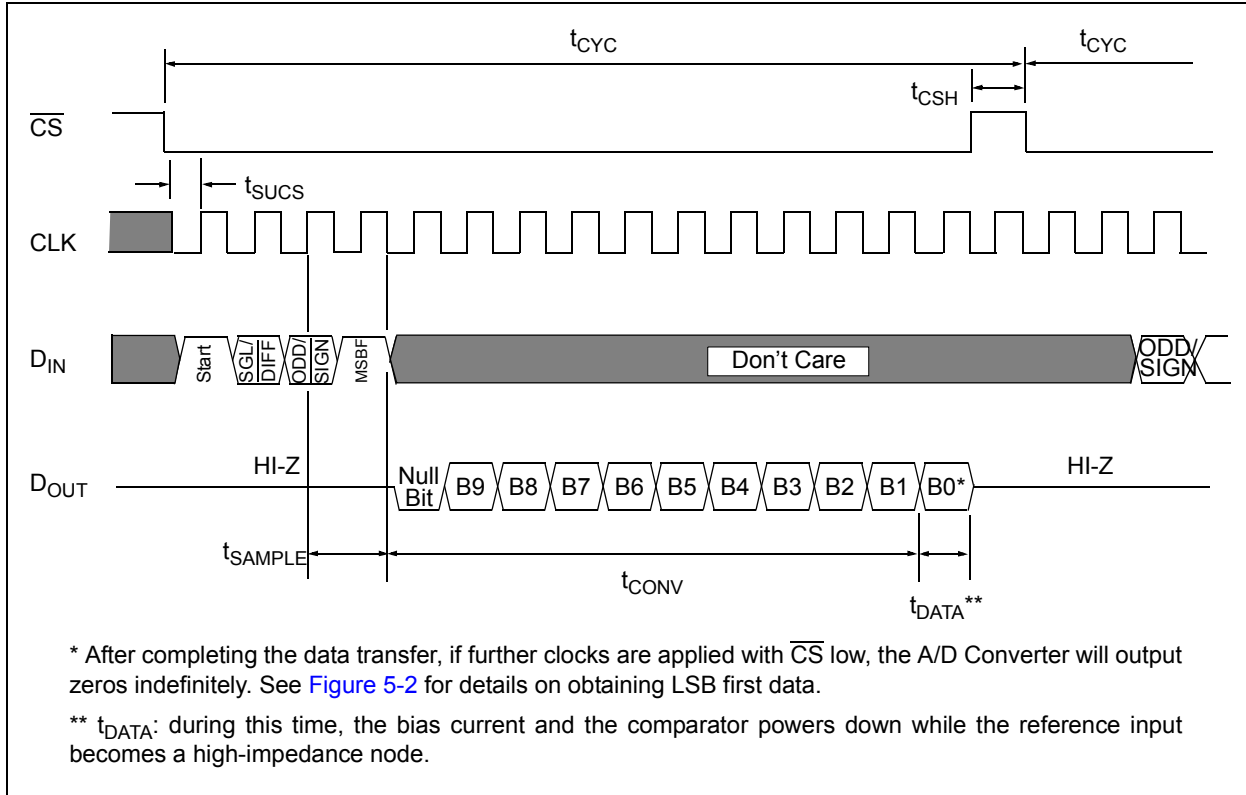 tCYC tCYC
tCSH
CS
tSUCS
CLK
DIN Start SGL/ DIFF ODD/ SIGN MSBF Don't Care ODD/ SIGN
HI-Z HI-Z
DOUT Null Bit B9 B8 B7 B6 B5 B4 B3 B2 B1 B0*
tSAMPLE
tCONV
tDATA**
* After completing the data transfer, if further clocks are applied with CS low, the A/D Converter will output
zeros indefinitely. See Figure 5-2 for details on obtaining LSB first data.
** tDATA: during this time, the bias current and the comparator powers down while the reference input
becomes a high-impedance node.